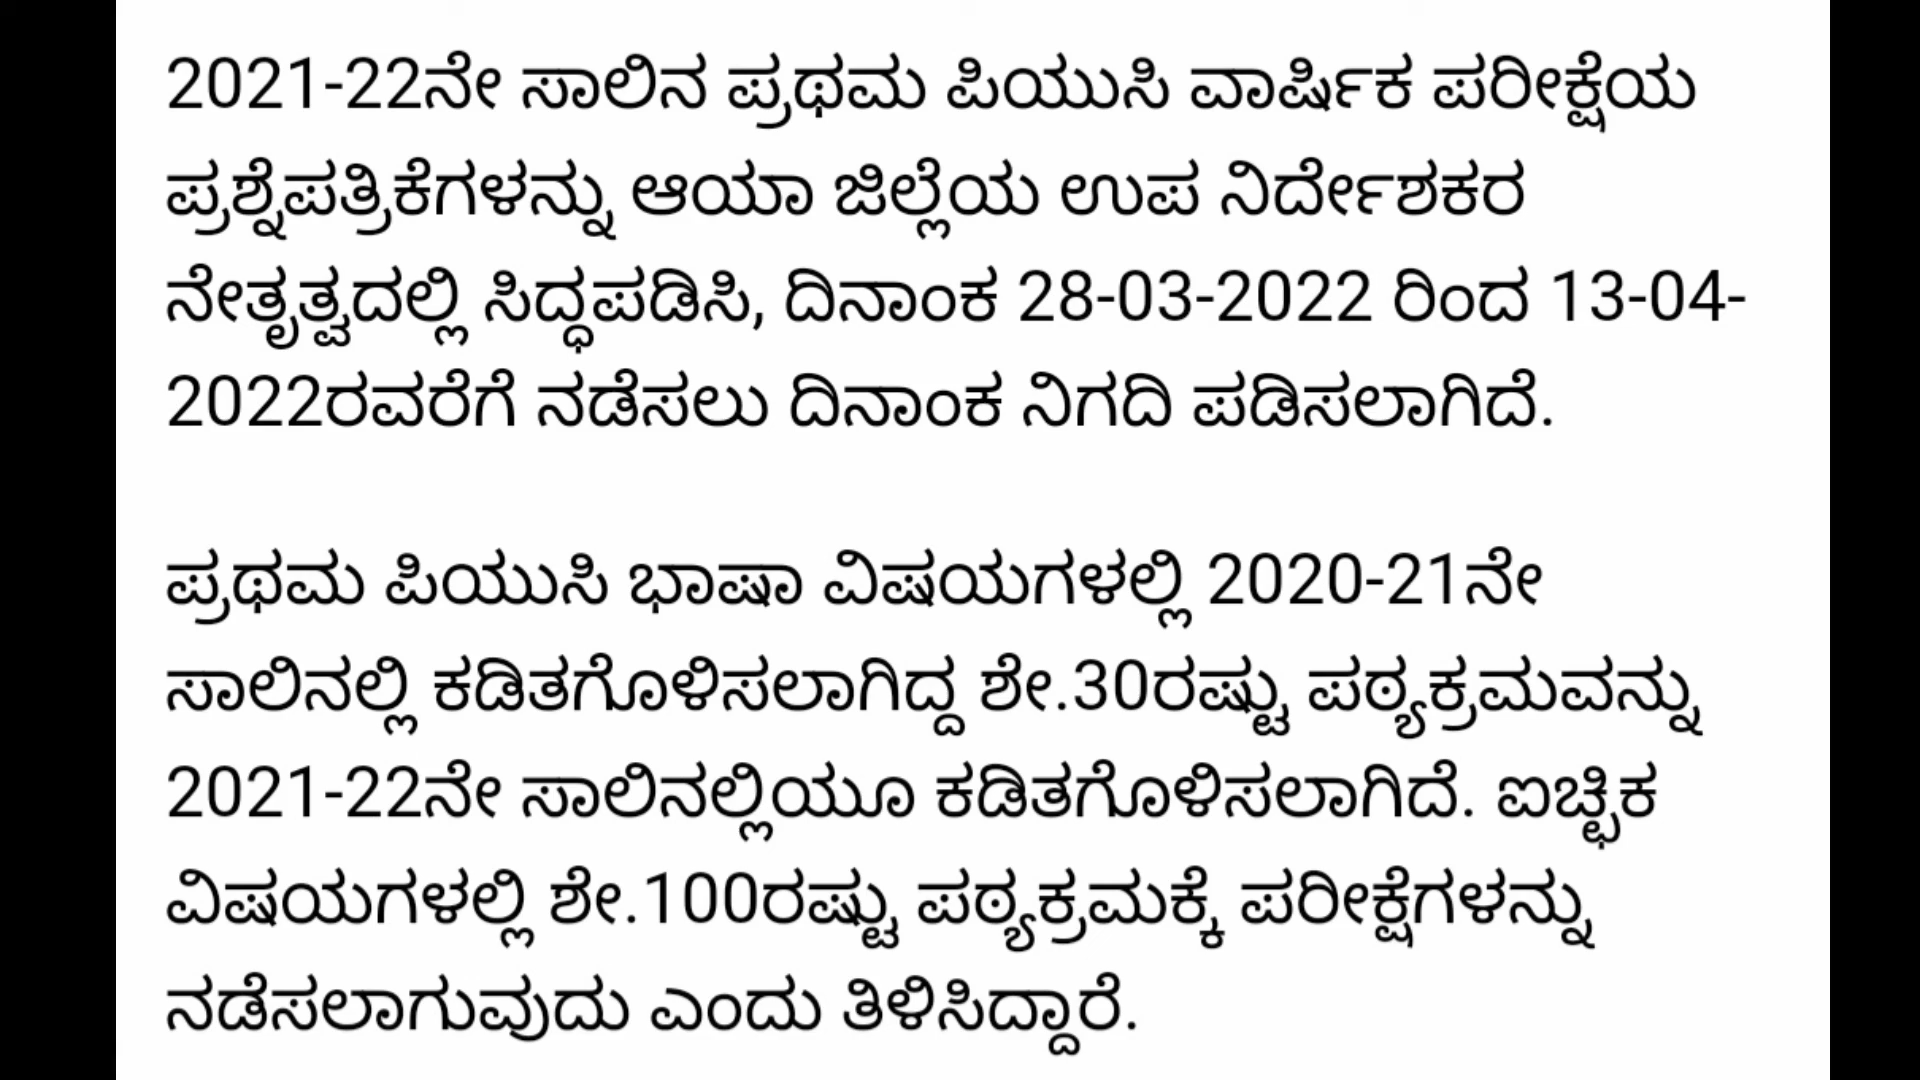 2021-22ನೇ ಸಾಲಿನ ಪ್ರಥಮ ಪಿಯುಸಿ ವಾರ್ಷಿಕ ಪರೀಕ್ಷೆಯ
ಪ್ರಶ್ನೆಪತ್ರಿಕೆಗಳನ್ನು ಆಯಾ ಜಿಲ್ಲೆಯ ಉಪ ನಿರ್ದೇಶಕರ
ನೇತೃತ್ವದಲ್ಲಿ ಸಿದ್ಧಪಡಿಸಿ, ದಿನಾಂಕ 28-03-2022 ರಿಂದ 13-04-
2022ರವರೆಗೆ ನಡೆಸಲು ದಿನಾಂಕ ನಿಗದಿ ಪಡಿಸಲಾಗಿದೆ.
ಪ್ರಥಮ ಪಿಯುಸಿ ಭಾಷಾ ವಿಷಯಗಳಲ್ಲಿ 2020-21ನೇ
ಸಾಲಿನಲ್ಲಿ ಕಡಿತಗೊಳಿಸಲಾಗಿದ್ದ ಶೇ.30ರಷ್ಟು ಪಠ್ಯಕ್ರಮವನ್ನು
2021-22ನೇ ಸಾಲಿನಲ್ಲಿಯೂ ಕಡಿತಗೊಳಿಸಲಾಗಿದೆ. ಐಚ್ಛಿಕ
ವಿಷಯಗಳಲ್ಲಿ ಶೇ.100ರಷ್ಟು ಪಠ್ಯಕ್ರಮಕ್ಕೆ ಪರೀಕ್ಷೆಗಳನ್ನು
ನಡೆಸಲಾಗುವುದು ಎಂದು ತಿಳಿಸಿದ್ದಾರೆ.